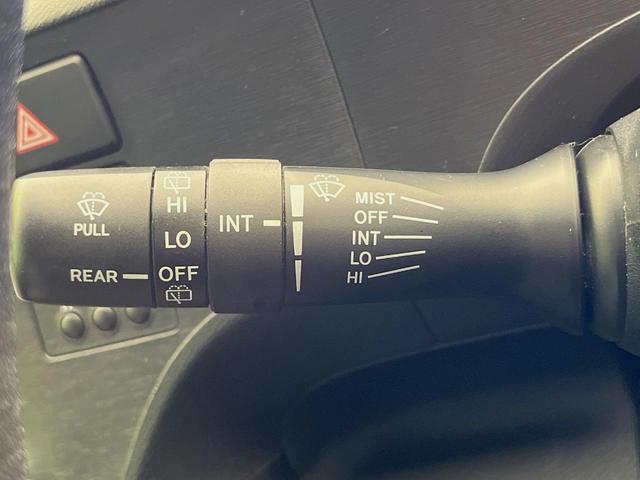 PULL
REAR
HI
LO
OFF
INT
MIST
OFF
INT
LO
HI